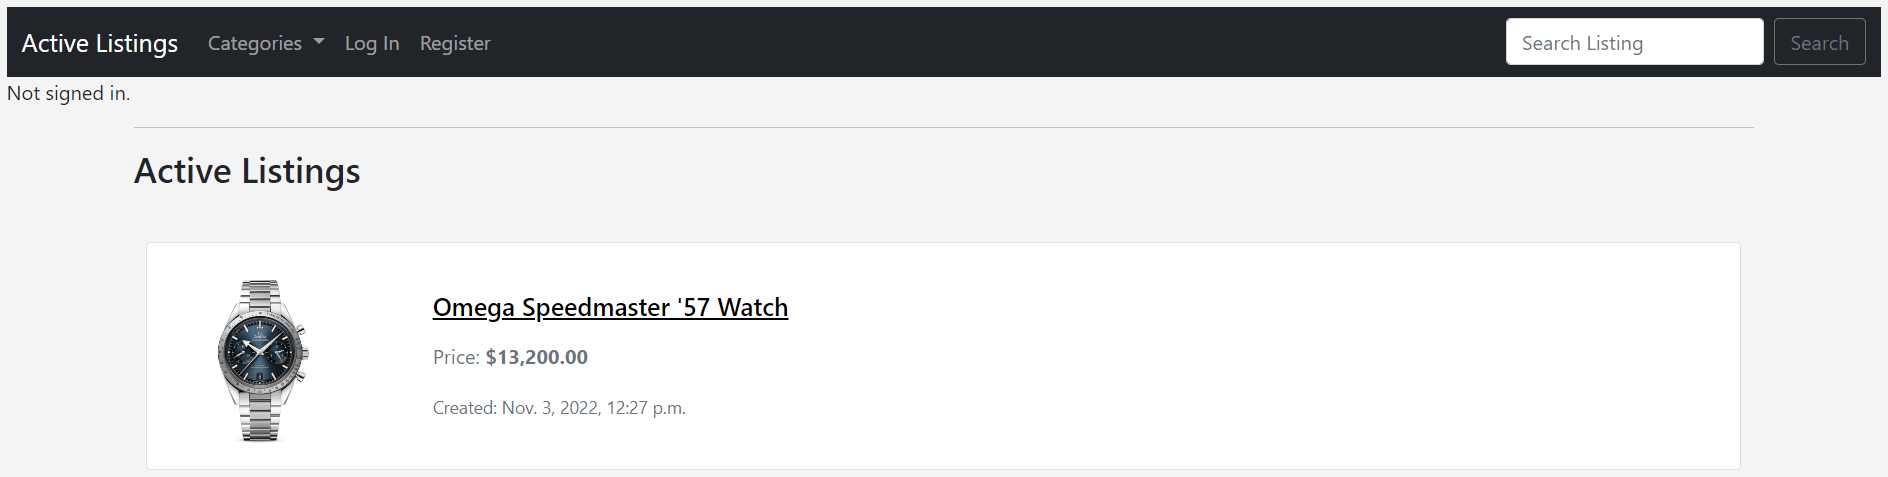 Active Listings Categories Log In Register Search Listing Search
Not signed in.
Active Listings
Omega Speedmaster '57 Watch
Price: $13,200.00
Created: Nov. 3, 2022, 12:27 p.m.